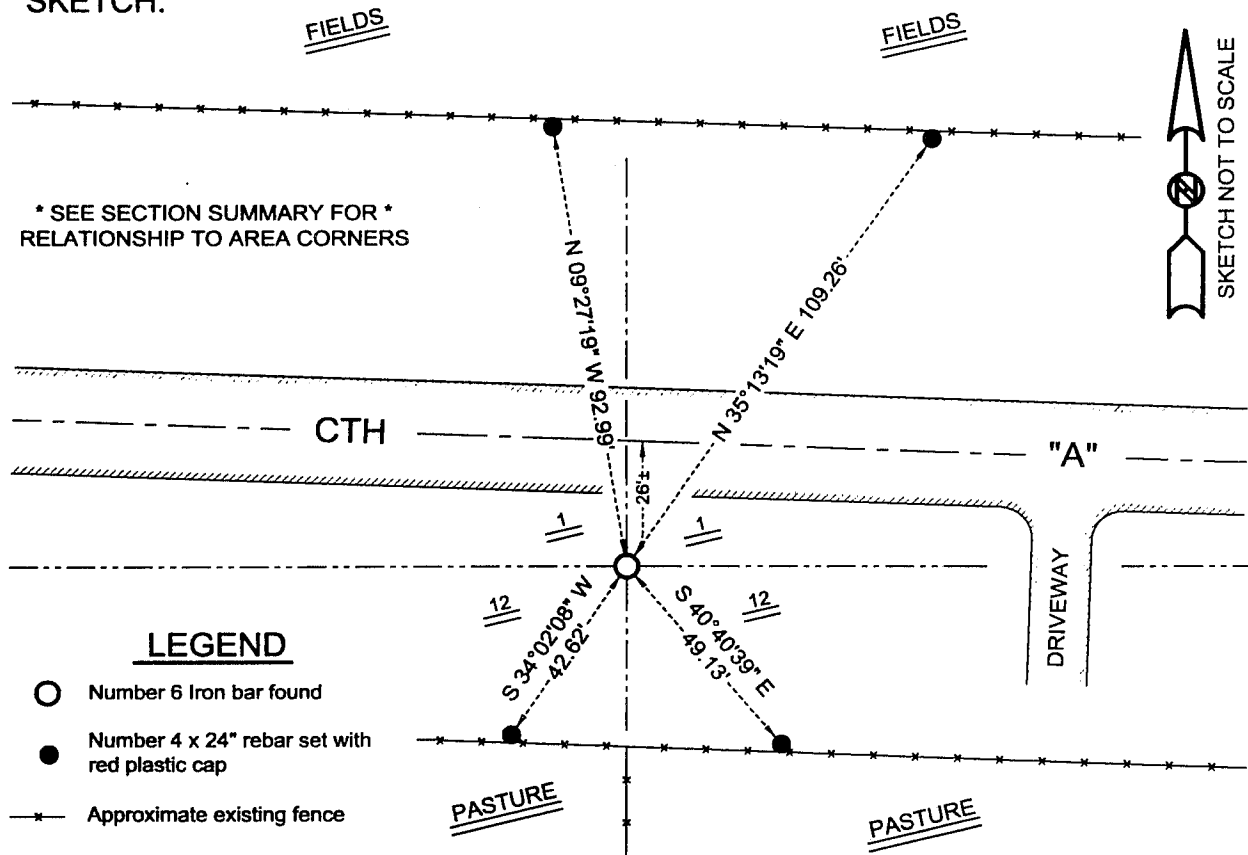 SKETCH:
FIELDS
FIELDS
SKETCH NOT TO SCALE
N
* SEE SECTION SUMMARY FOR *
RELATIONSHIP TO AREA CORNERS
N 09°27'19" W 92.99'
N 35°13'19" E 109.26'
CTH
"A"
26'±
1
1
12
12
S 34°02'08" W
42.62'
S 40°40'39" E
49.13'
DRIVEWAY
LEGEND
Number 6 Iron bar found
Number 4 x 24" rebar set with
red plastic cap
Approximate existing fence
PASTURE
PASTURE